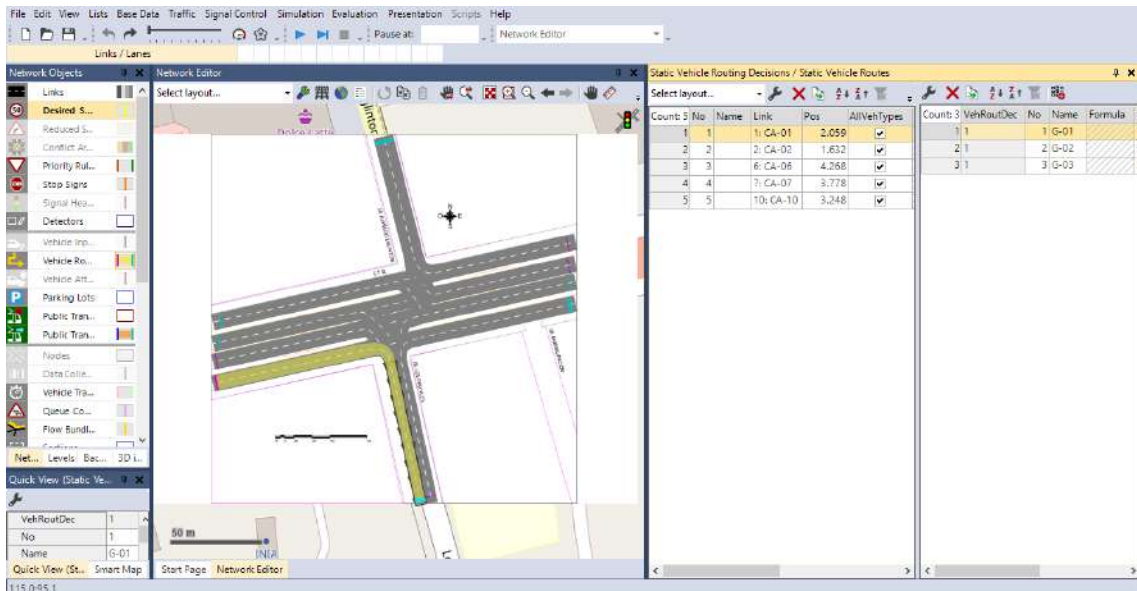 File Edit View Lists Base Data Traffic Signal Control Simulation Evaluation Presentation Scripts Help
Pause at: Network Editor
Links / Lanes
Network Objects
Links
Desired S...
Reduced S...
Conflict Ar...
Priority Rul...
Stop Signs
Signal Hea...
Detectors
Vehicle Inp...
Vehicle Ro...
Vehicle Att...
Parking Lots
Public Tran...
Public Tran...
Nodes
Data Colle...
Vehicle Tra...
Queue Co...
Flow Bundl...
Net... Levels Bac... 3D i...
Quick View (Static Ve...
VehRoutDec 1
No 1
Name G-01
Quick View (St... Smart Map
115.0:95.1
Network Editor
Select layout...
50 m
Start Page Network Editor
Static Vehicle Routing Decisions / Static Vehicle Routes
Select layout...
Count: 5 No Name Link Pos AllVehTypes
1 1 1: CA-01 2.059
2 2 2: CA-02 1.632
3 3 6: CA-06 4.268
4 4 7: CA-07 3.778
5 5 10: CA-10 3.248
Count: 3 VehRoutDec No Name Formula
1 1 1 G-01
2 1 2 G-02
3 1 3 G-03